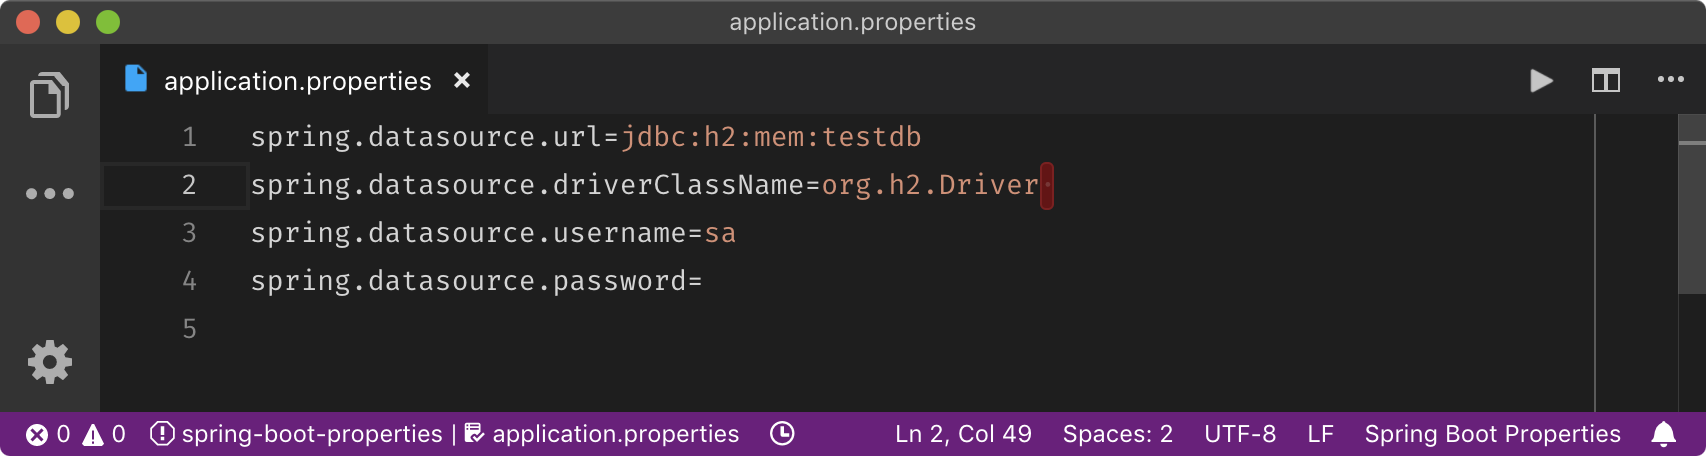 application.properties
application.properties
1 spring.datasource.url=jdbc:h2:mem:testdb
2 spring.datasource.driverClassName=org.h2.Driver
3 spring.datasource.username=sa
4 spring.datasource.password=
5
0 0 spring-boot-properties | application.properties Ln 2, Col 49 Spaces: 2 UTF-8 LF Spring Boot Properties